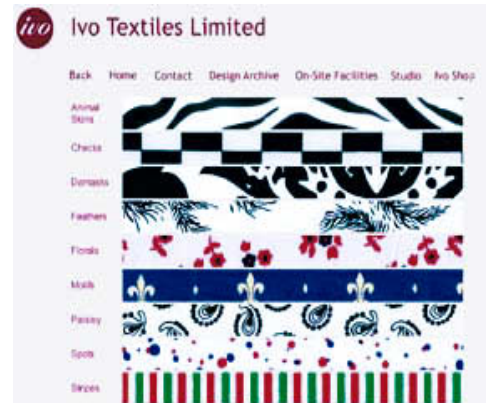 ivo
Ivo Textiles Limited
Back Home Contact Design Archive On-Site Facilities Studio Ivo Shop
Animal
Skins
Checks
Damasks
Feathers
Florals
Motifs
Paisley
Spots
Stripes